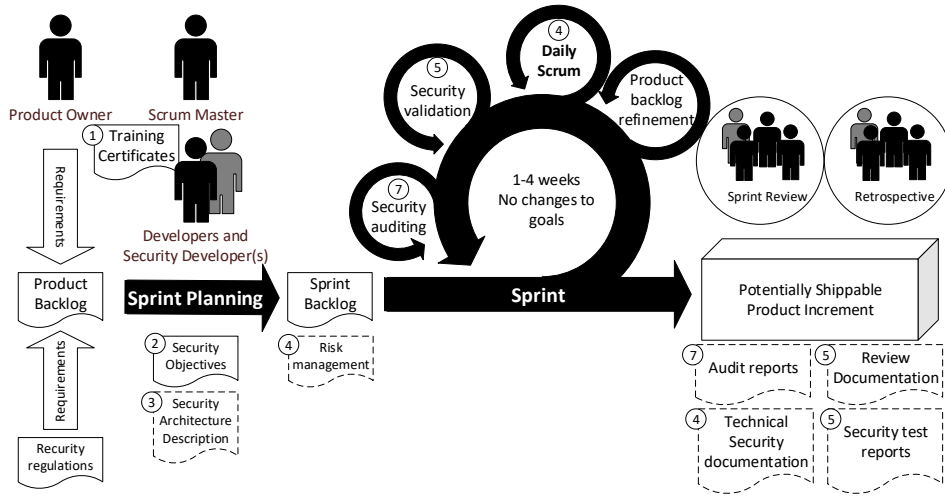 Product Owner
Scrum Master
1
Training
Certificates
Developers and
Security Developer(s)
Requirements
Product
Backlog
Requirements
Recurity
regulations
Sprint Planning
2
Security
Objectives
3
Security
Architecture
Description
Sprint
Backlog
4
Risk
management
7
Security
auditing
5
Security
validation
4
Daily
Scrum
Product
backlog
refinement
1-4 weeks
No changes to
goals
Sprint
Sprint Review
Retrospective
Potentially Shippable
Product Increment
7
Audit reports
5
Review
Documentation
4
Technical
Security
documentation
5
Security test
reports